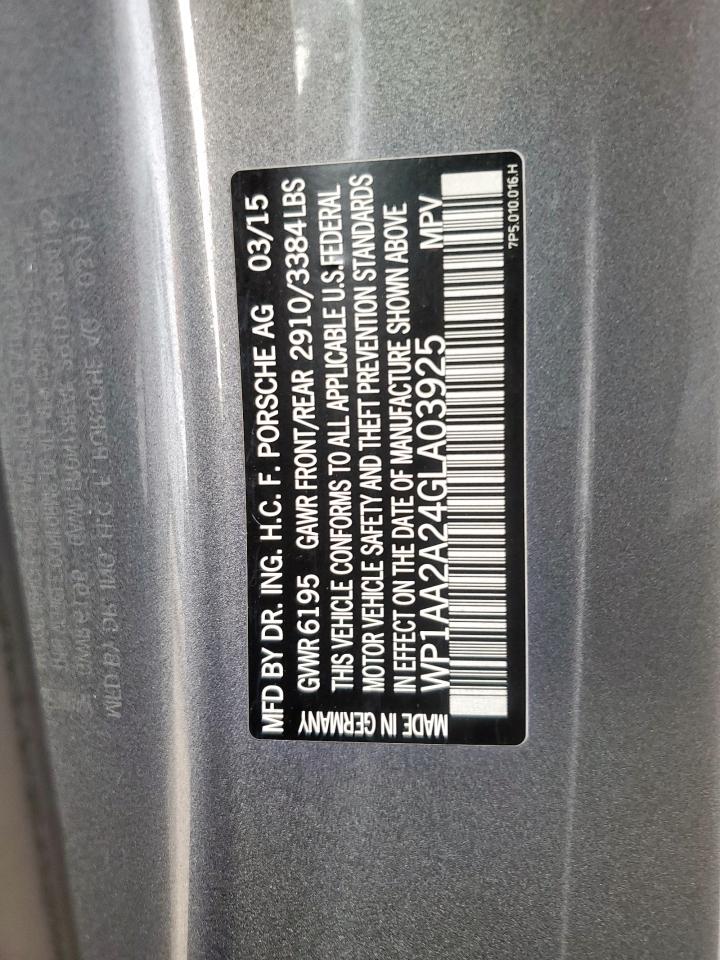 MFD BY DR. ING. H.C. F. PORSCHE AG 03/15
GWR 6195 GAWR FRONT/REAR 2910/3384 LBS
THIS VEHICLE CONFORMS TO ALL APPLICABLE U.S. FEDERAL
MOTOR VEHICLE SAFETY AND THEFT PREVENTION STANDARDS
IN EFFECT ON THE DATE OF MANUFACTURE SHOWN ABOVE
WP1AA2A24GLA03925 MPV
MADE IN GERMANY
7P5.010.016.H